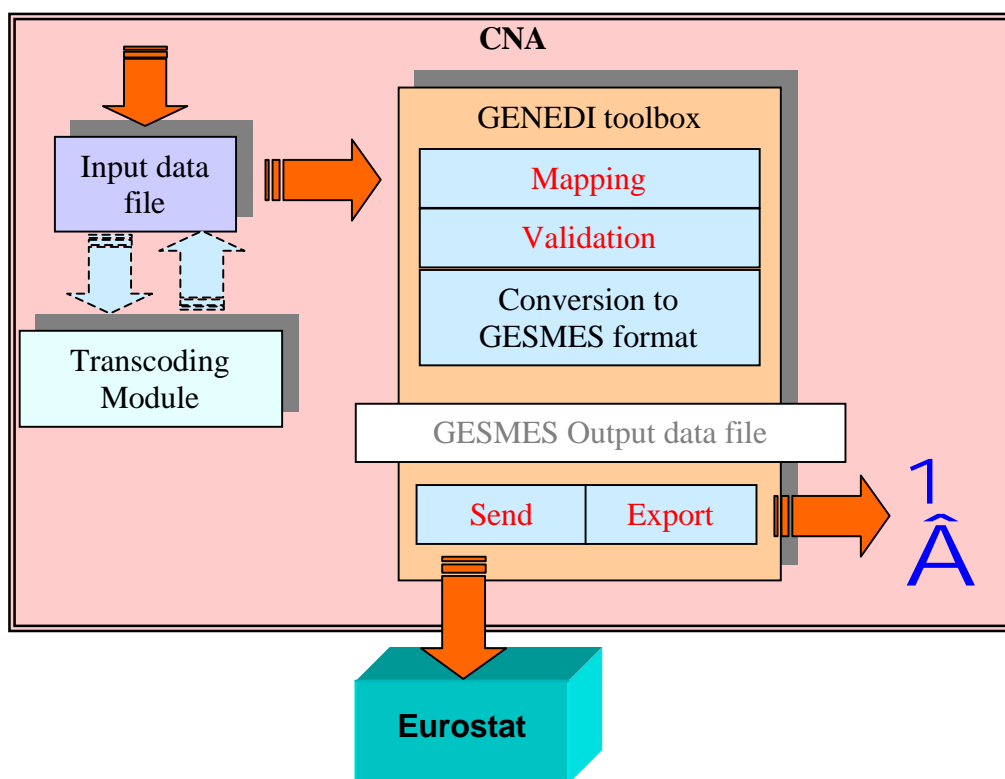 CNA
Input data
file
Transcoding
Module
GENEDI toolbox
Mapping
Validation
Conversion to
GESMES format
GESMES Output data file
Send
Export
1
Â
Eurostat